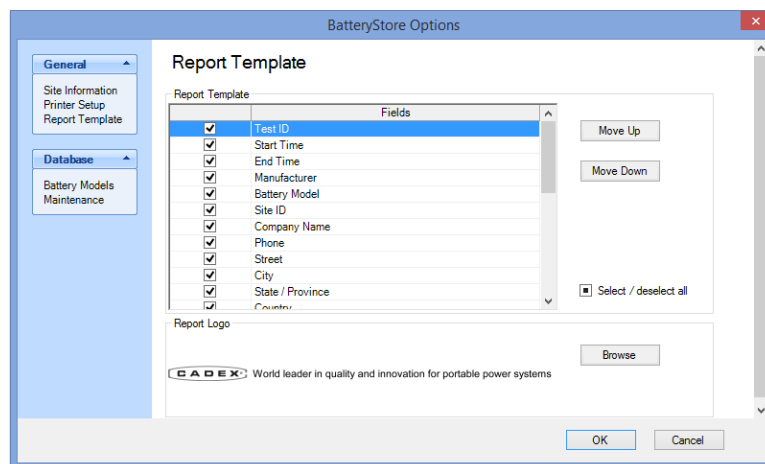 BatteryStore Options
General
Site Information
Printer Setup
Report Template
Database
Battery Models
Maintenance
Report Template
Report Template
Fields
Test ID
Start Time
End Time
Manufacturer
Battery Model
Site ID
Company Name
Phone
Street
City
State / Province
Country
Move Up
Move Down
Select / deselect all
Report Logo
CADEX World leader in quality and innovation for portable power systems
Browse
OK Cancel